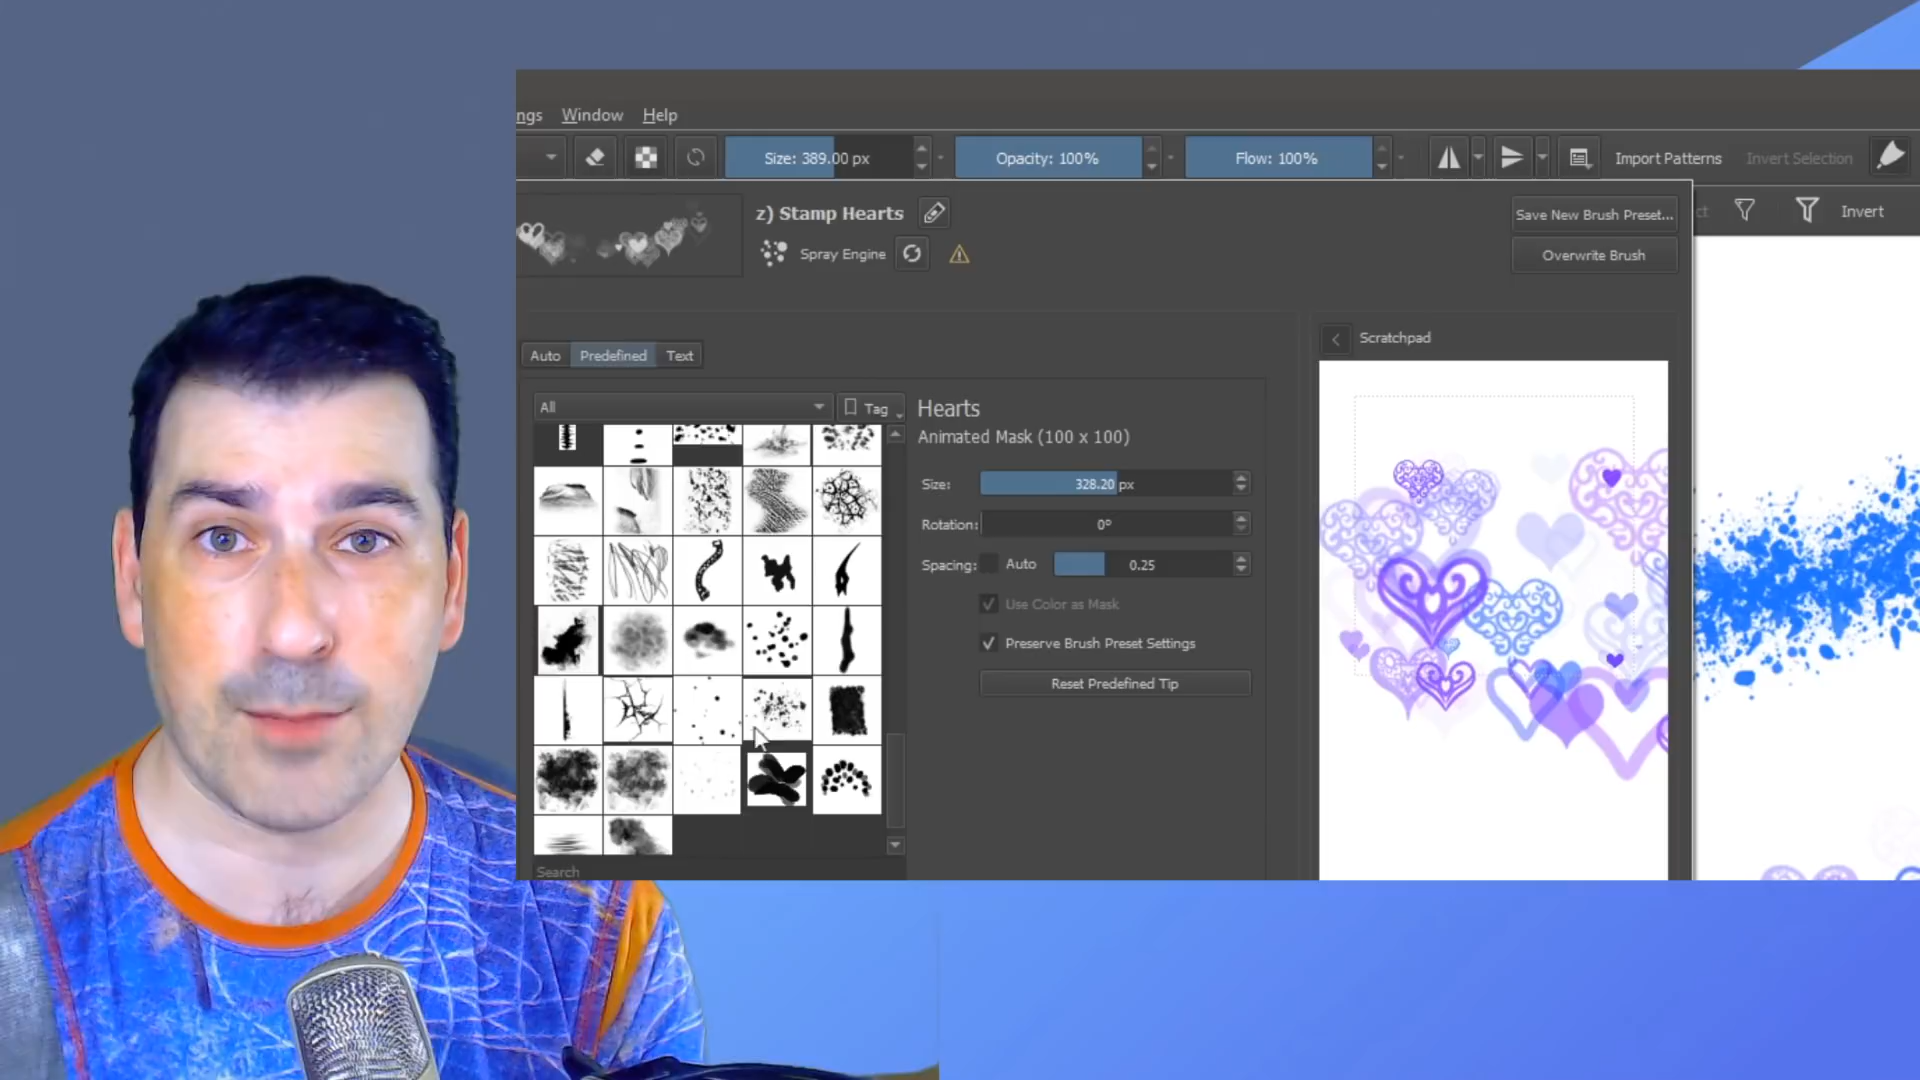 ngs Window Help
Size: 389.00 px Opacity: 100% Flow: 100% Import Patterns Invert Selection
z) Stamp Hearts
Save New Brush Preset...
ct Invert
Spray Engine
Overwrite Brush
Scratchpad
Auto Predefined Text
All Tag
Hearts
Animated Mask (100 x 100)
Size: 328.20 px
Rotation: 0°
Spacing: Auto 0.25
Use Color as Mask
Preserve Brush Preset Settings
Reset Predefined Tip
Search